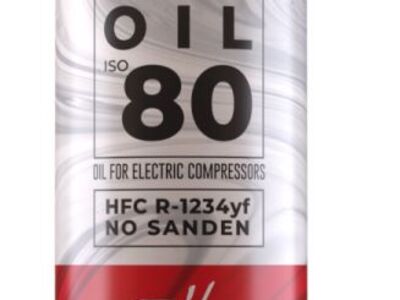 OIL
ISO
80
OIL FOR ELECTRIC COMPRESSORS
HFC R-1234yf
NO SANDEN